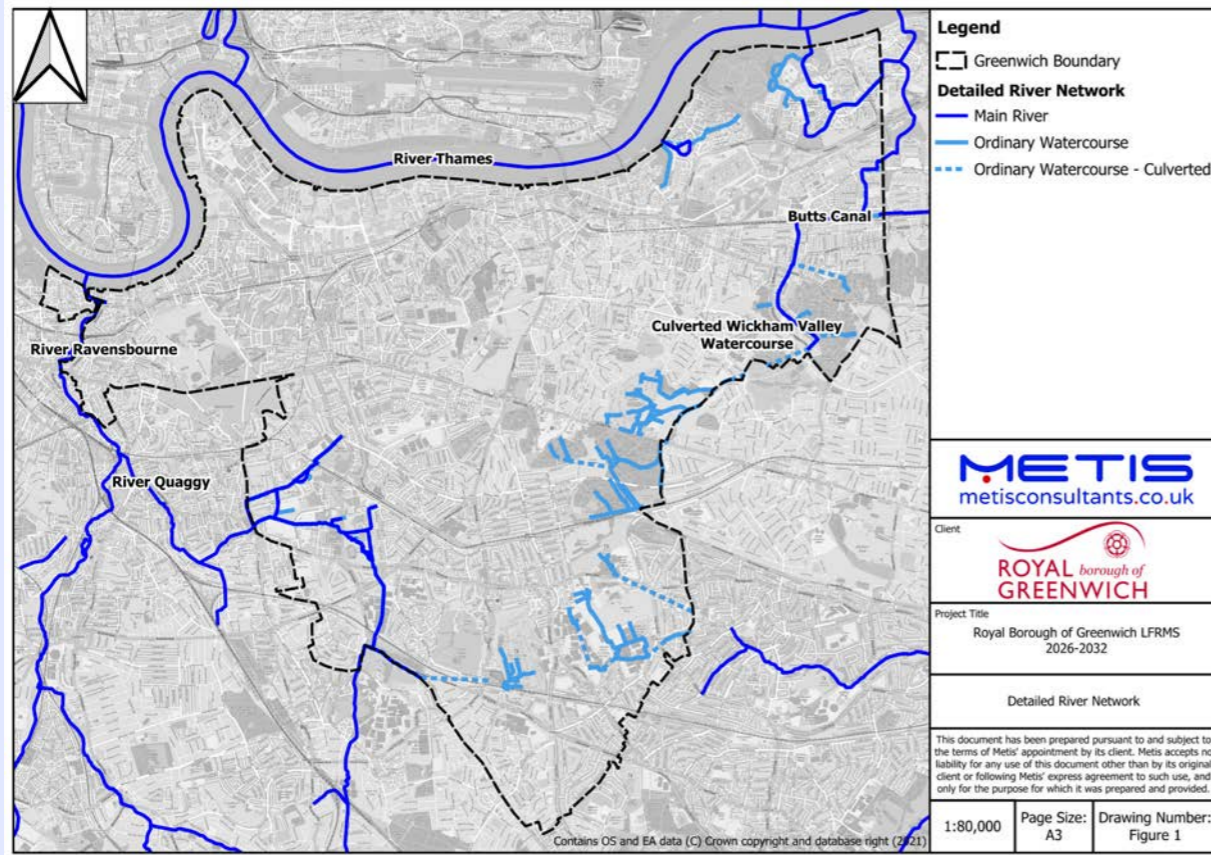 River Thames
Butts Canal
Culverted Wickham Valley
Watercourse
River Ravensbourne
River Quaggy
Contains OS and EA data (C) Crown copyright and database right (2021)
Legend
Greenwich Boundary
Detailed River Network
Main River
Ordinary Watercourse
Ordinary Watercourse - Culverted
METIS
metisconsultants.co.uk
Client
ROYAL borough of
GREENWICH
Project Title
Royal Borough of Greenwich LFRMS
2026-2032
Detailed River Network
This document has been prepared pursuant to and subject to
the terms of Metis' appointment by its client. Metis accepts no
liability for any use of this document other than by its original
client or following Metis' express agreement to such use, and
only for the purpose for which it was prepared and provided.
1:80,000
Page Size:
A3
Drawing Number:
Figure 1